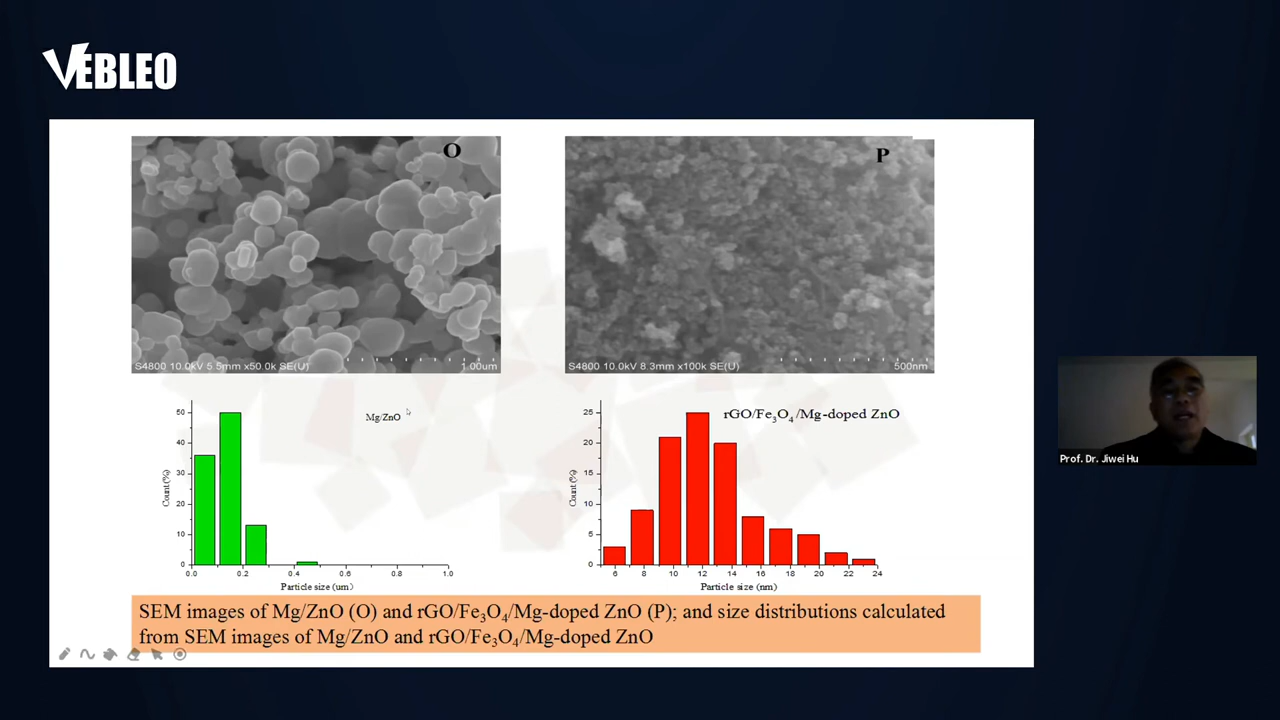 VEBLEO
O
P
S4800 10.0kV 5.5mm x50.0k SE(U) 1.00um
S4800 10.0kV 8.3mm x100k SE(U) 500nm
Mg/ZnO
Count (%)
50
40
30
20
10
0
0.0 0.2 0.4 0.6 0.8 1.0
Particle size (um)
rGO/Fe₃O₄/Mg-doped ZnO
Count (%)
25
20
15
10
5
0
6 8 10 12 14 16 18 20 22 24
Particle size (nm)
Prof. Dr. Jiwei Hu
SEM images of Mg/ZnO (O) and rGO/Fe₃O₄/Mg-doped ZnO (P); and size distributions calculated
from SEM images of Mg/ZnO and rGO/Fe₃O₄/Mg-doped ZnO